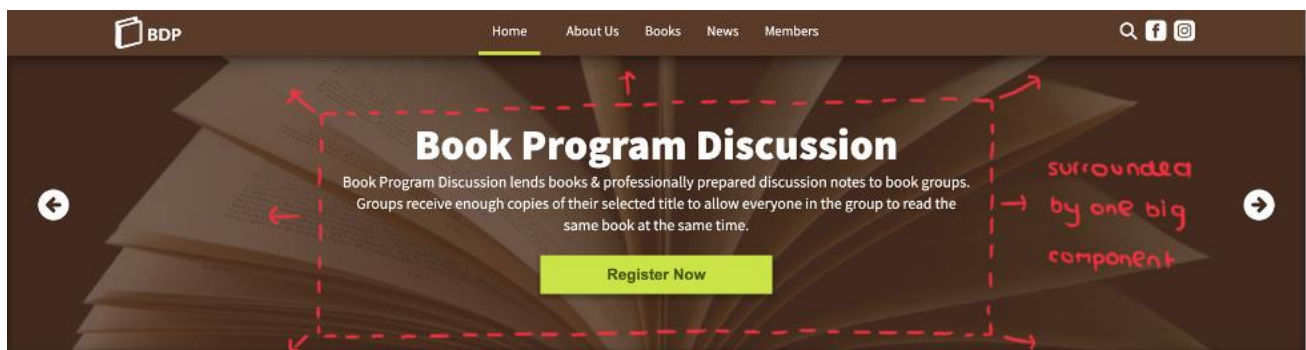 BDP
Home About Us Books News Members
Book Program Discussion
Book Program Discussion lends books & professionally prepared discussion notes to book groups.
Groups receive enough copies of their selected title to allow everyone in the group to read the
same book at the same time.
Register Now
surrounded
by one big
component